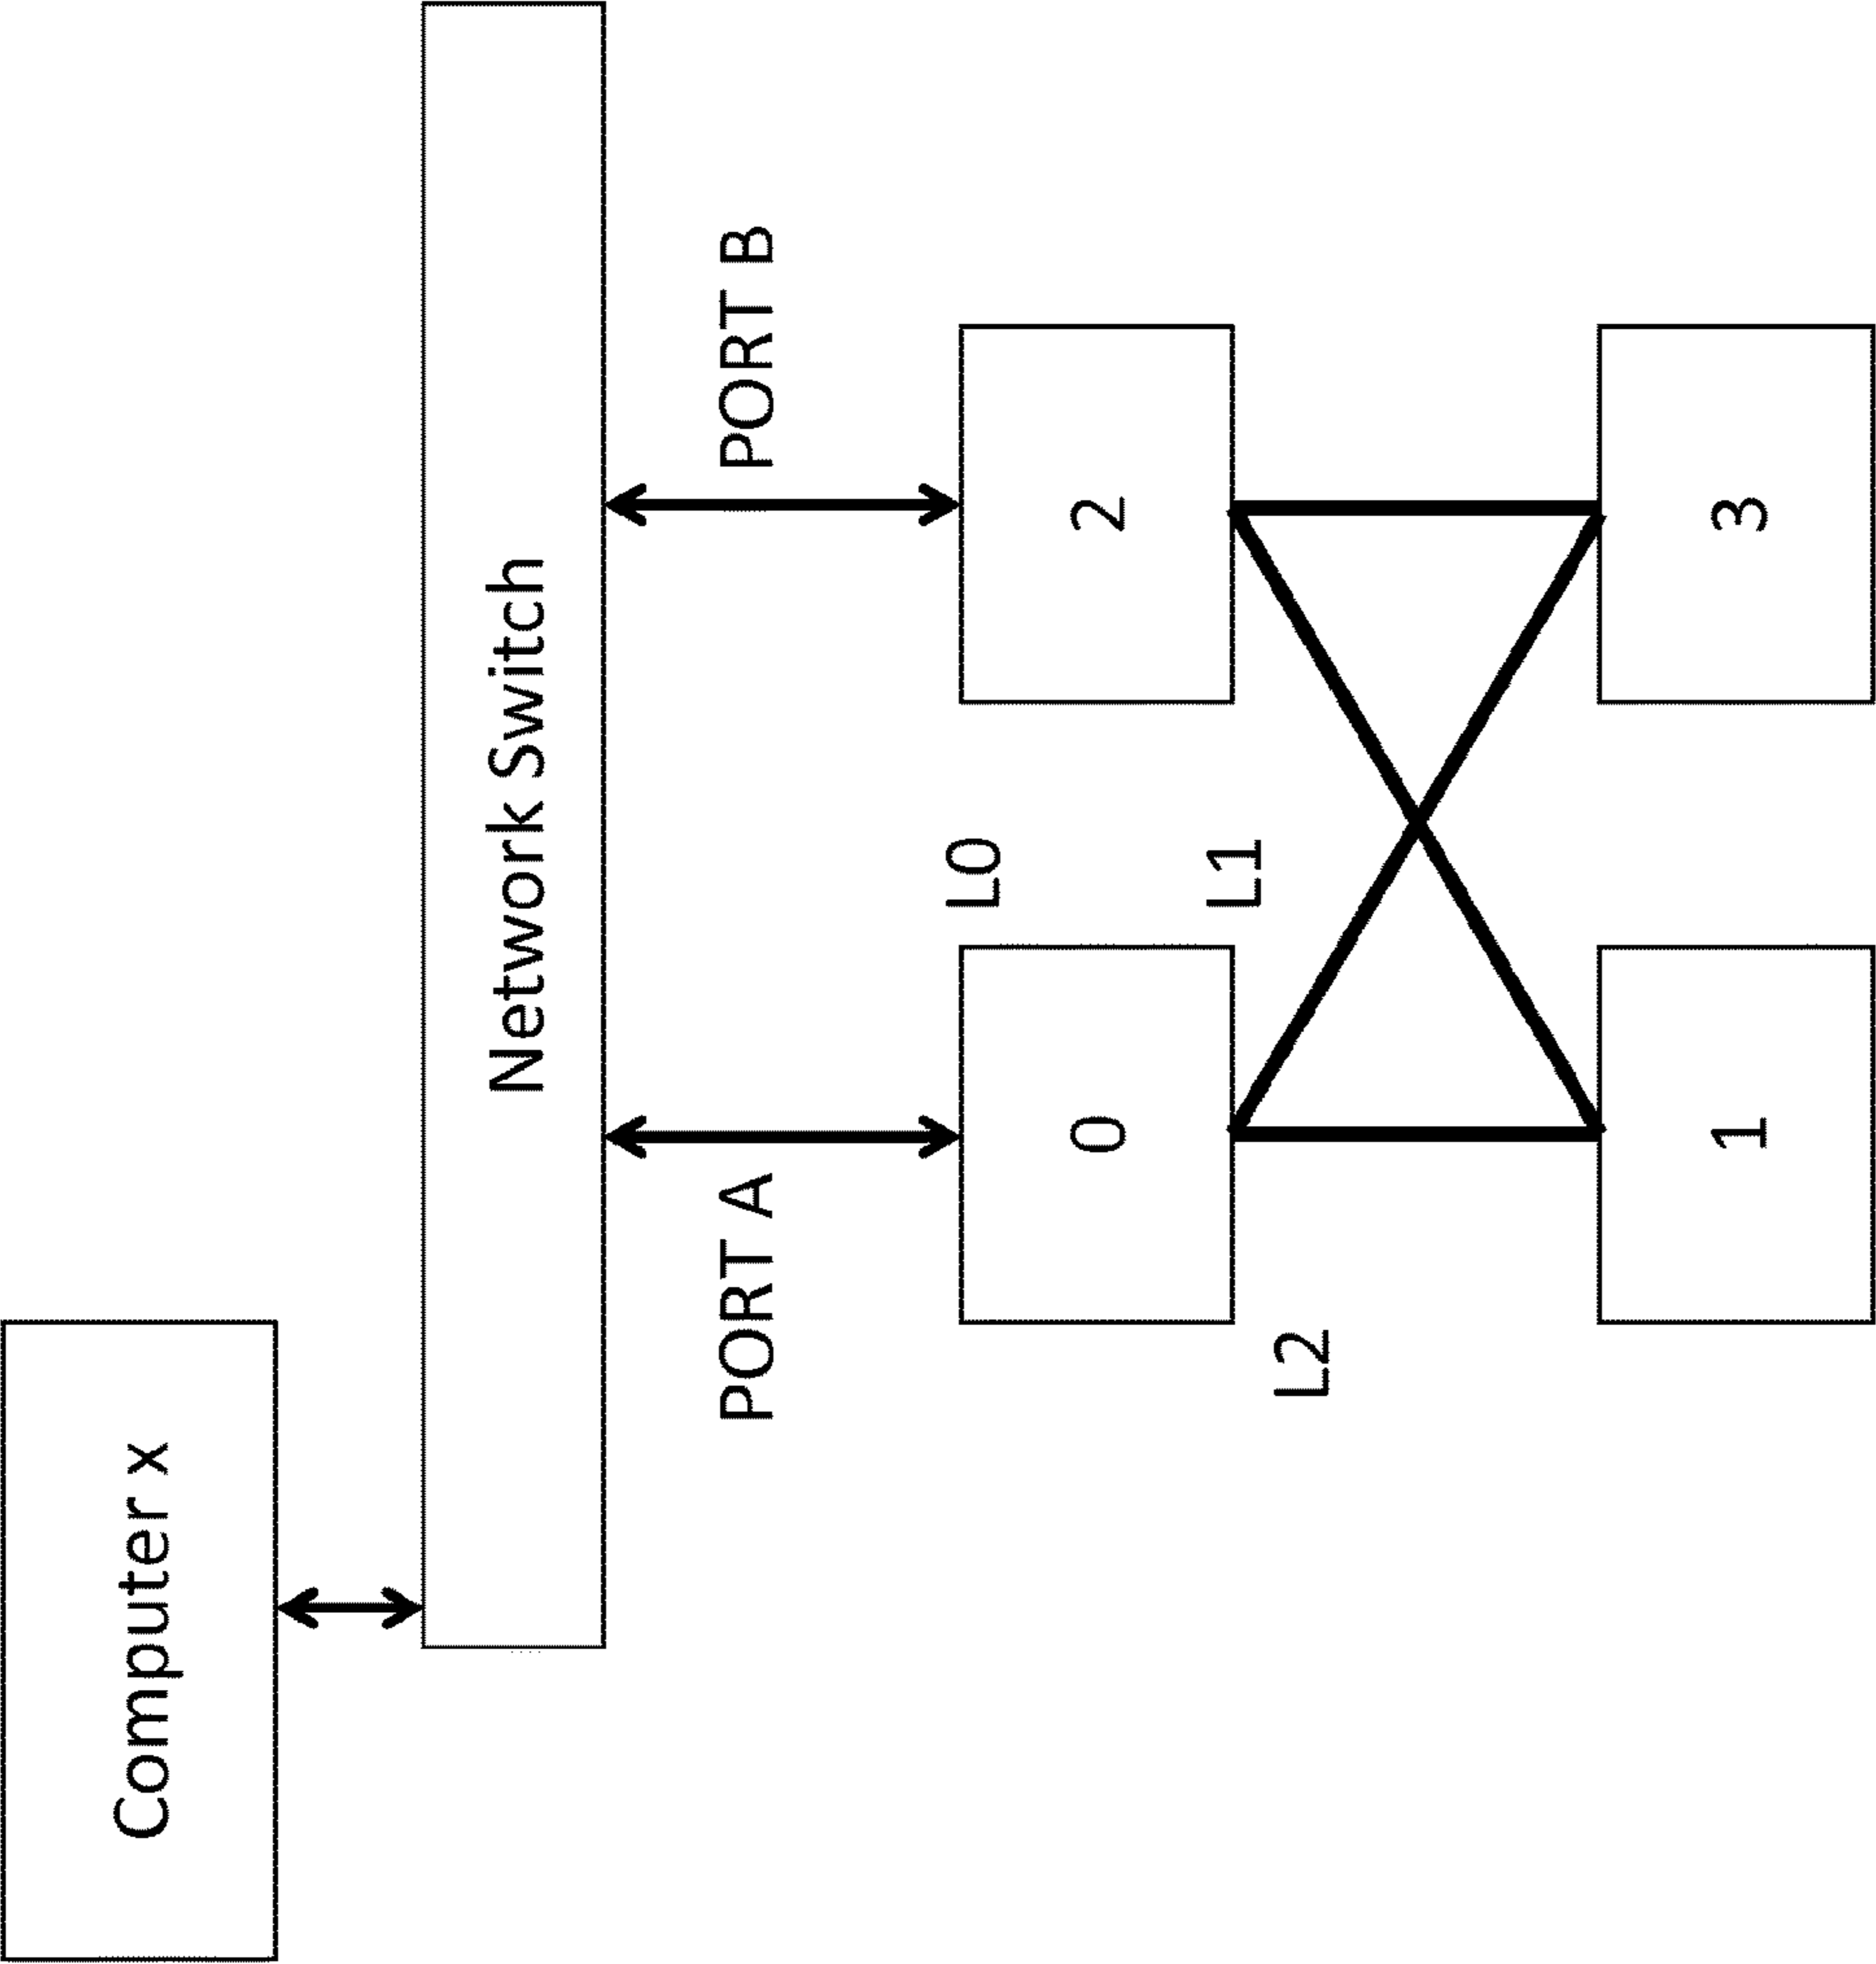 Computer x
Network Switch
PORT A
PORT B
L0
0
2
L1
L2
1
3